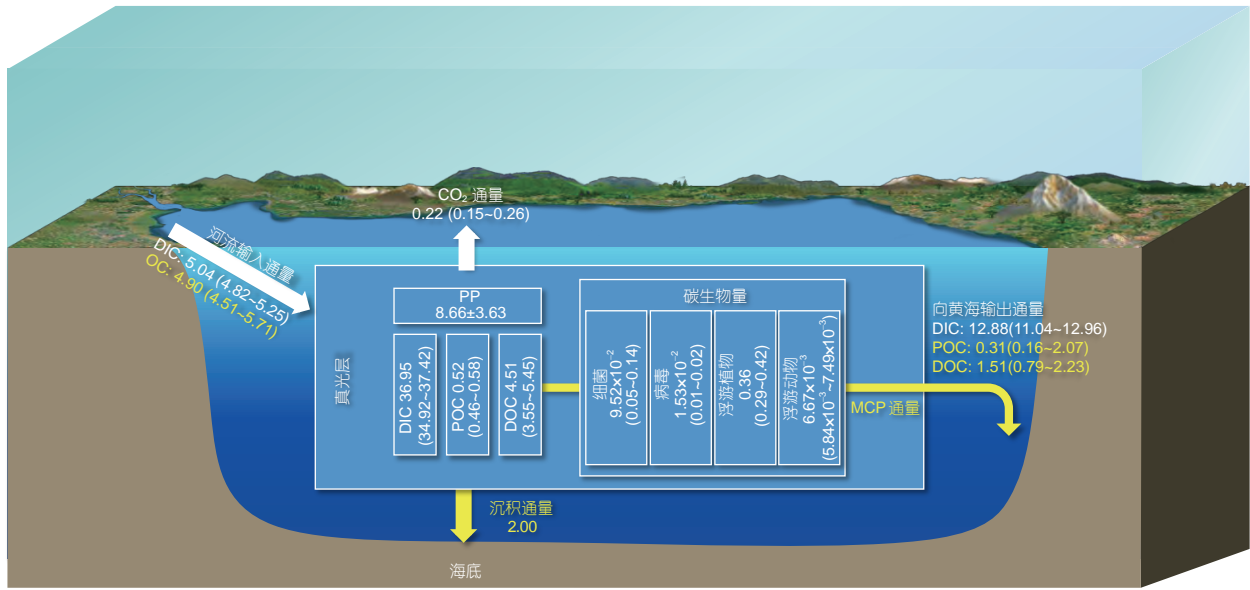 CO₂ 通量
0.22 (0.15~0.26)
河流输入通量
DIC: 5.04 (4.82~5.25)
OC: 4.90 (4.51~5.71)
真光层
PP
8.66±3.63
DIC 36.95
(34.92~37.42)
POC 0.52
(0.46~0.58)
DOC 4.51
(3.55~5.45)
碳生物量
细菌
9.52×10⁻²
(0.05~0.14)
病毒
1.53×10⁻²
(0.01~0.02)
浮游植物
0.36
(0.29~0.42)
浮游动物
6.67×10⁻³
(5.84×10⁻³~7.49×10⁻³)
向黄海输出通量
DIC: 12.88(11.04~12.96)
POC: 0.31(0.16~2.07)
DOC: 1.51(0.79~2.23)
MCP 通量
沉积通量
2.00
海底